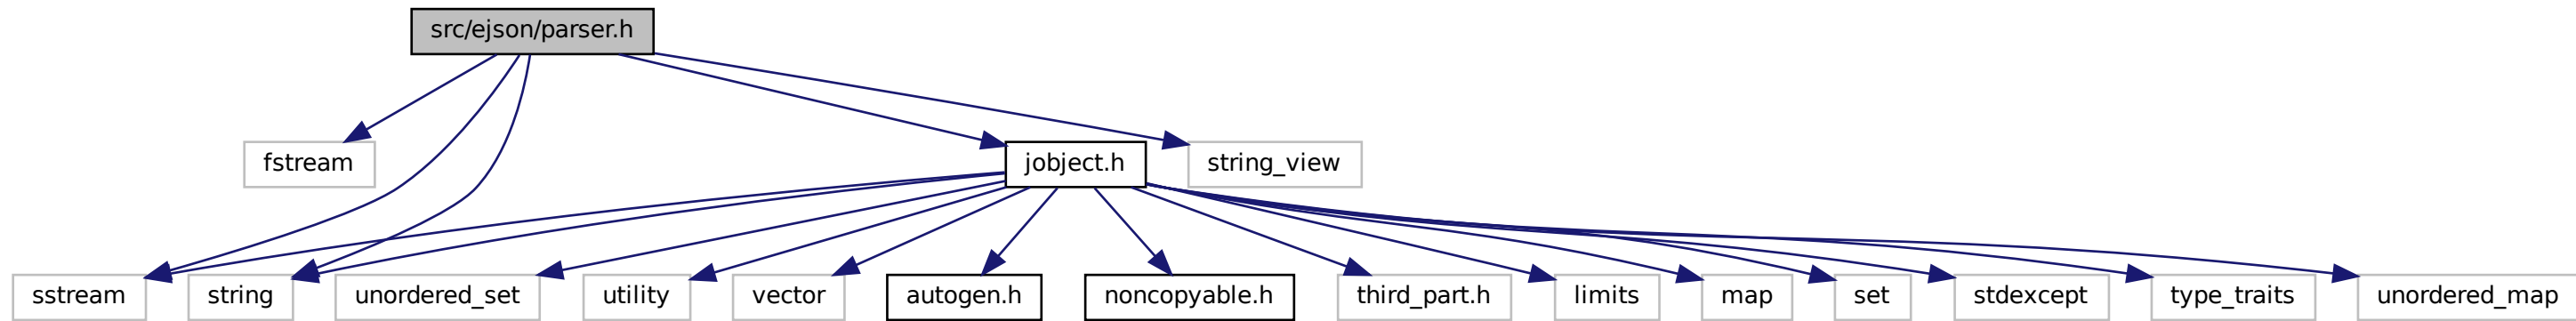 src/ejson/parser.h
fstream
jobject.h
string_view
sstream
string
unordered_set
utility
vector
autogen.h
noncopyable.h
third_part.h
limits
map
set
stdexcept
type_traits
unordered_map